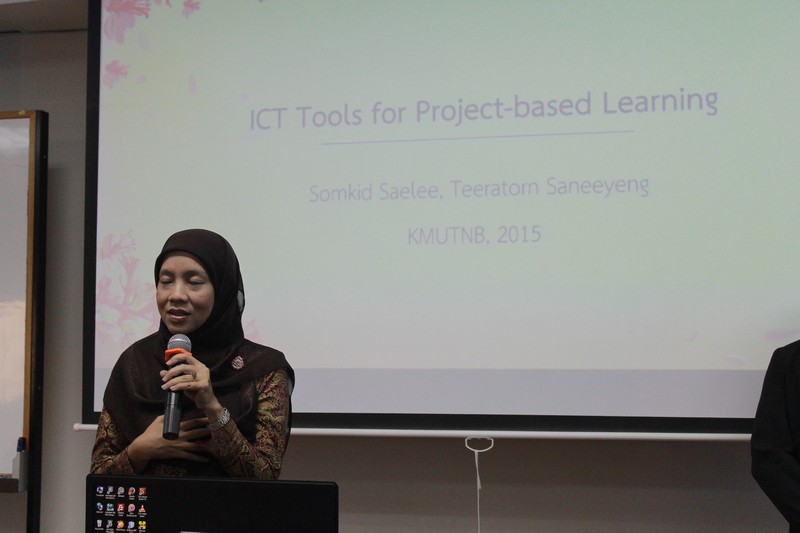 ICT Tools for Project-based Learning
Somkid Saelee, Teeratorn Saneeyeng
KMUTNB, 2015